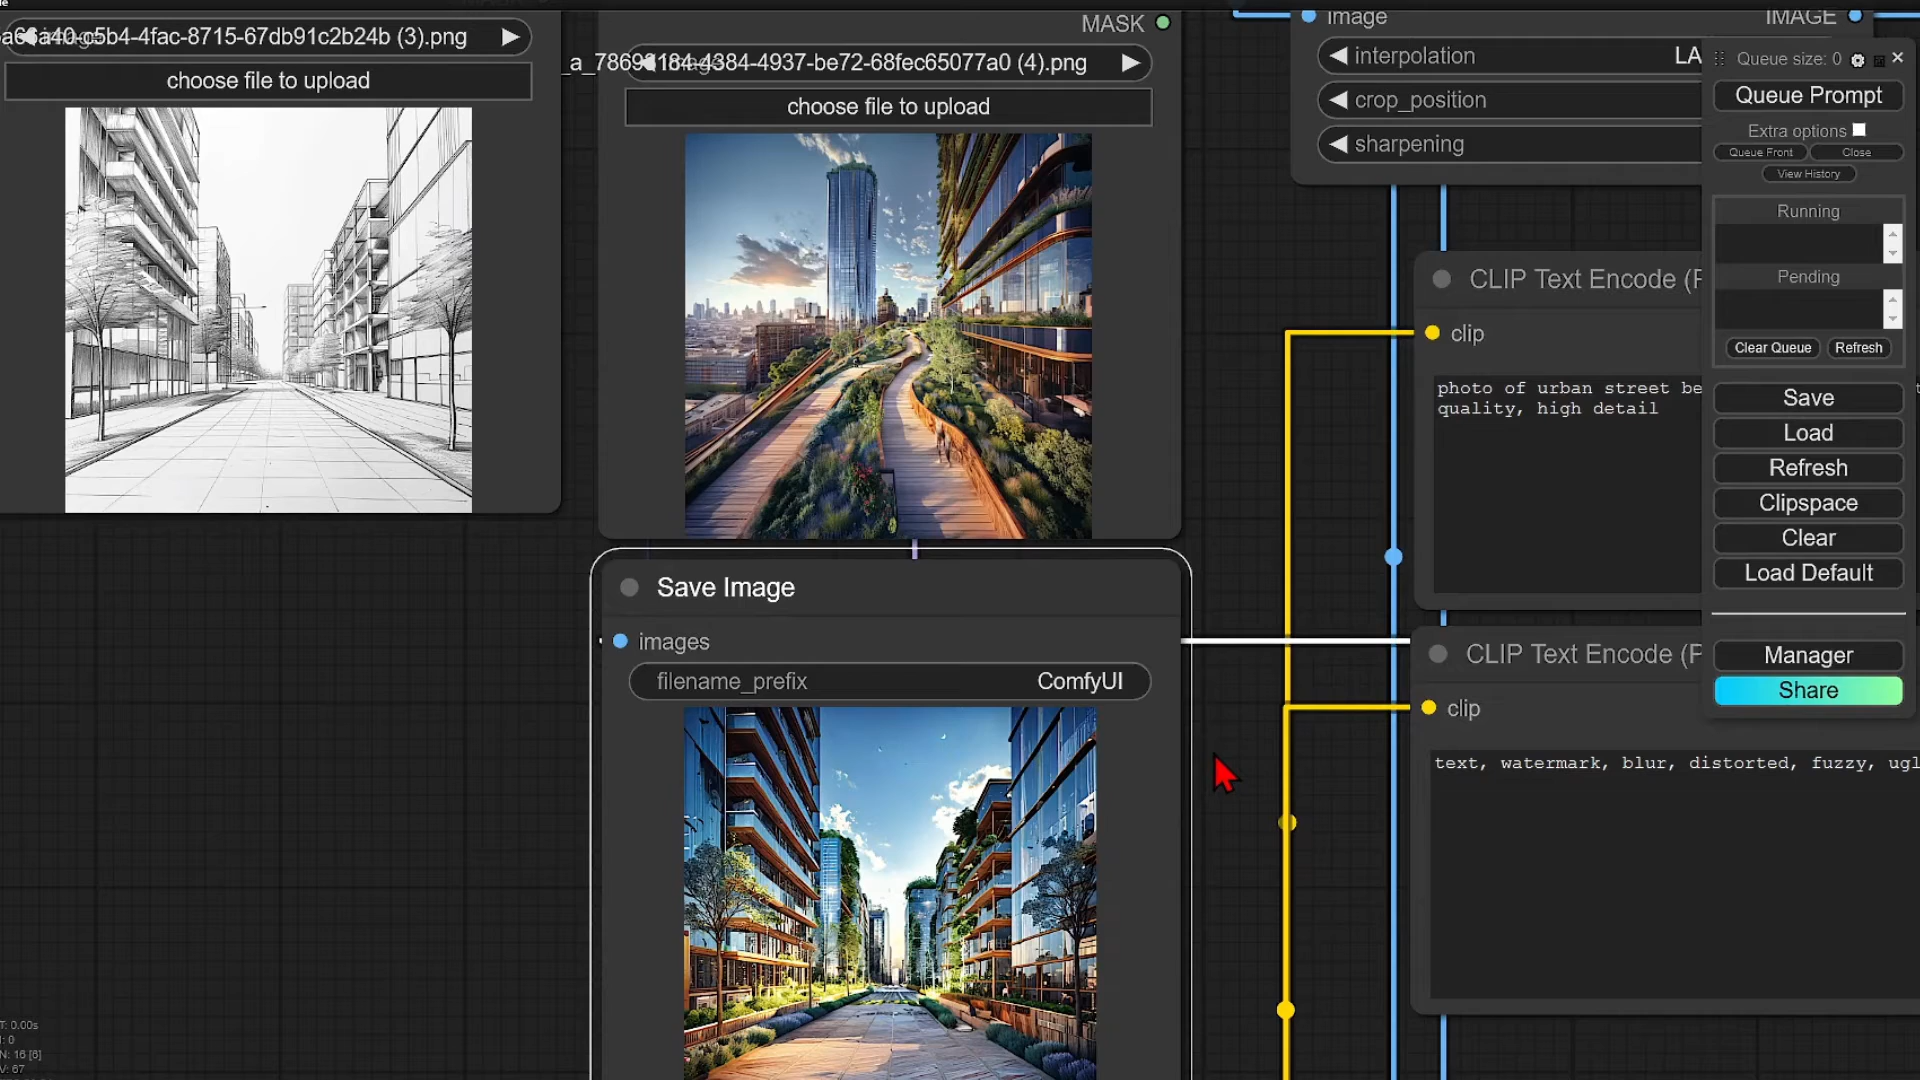 a66a40-c5b4-4fac-8715-67db91c2b24b (3).png
choose file to upload
MASK
_a_78698184-4384-4937-be72-68fec65077a0 (4).png
choose file to upload
image
IMAGE
interpolation
LA
crop_position
sharpening
Queue size: 0
Queue Prompt
Extra options
Queue Front
Close
View History
Running
Pending
Clear Queue
Refresh
Save
Load
Refresh
Clipspace
Clear
Load Default
Manager
Share
CLIP Text Encode (P
clip
photo of urban street be
quality, high detail
Save Image
images
filename_prefix
ComfyUI
CLIP Text Encode (P
clip
text, watermark, blur, distorted, fuzzy, ugl
T: 0.00s
I: 0
N: 16 [6]
V: 67